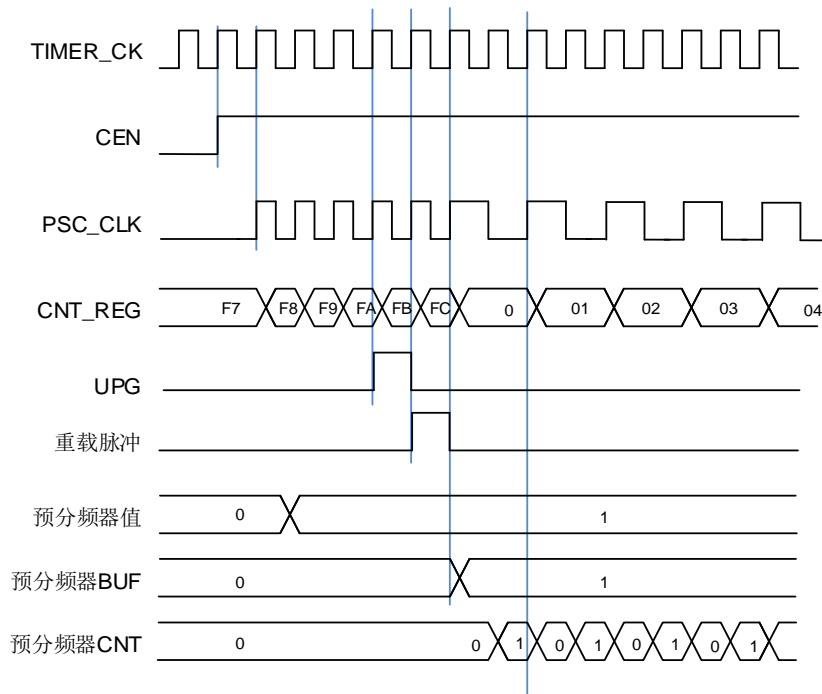 TIMER_CK
CEN
PSC_CLK
CNT_REG F7 F8 F9 FA FB FC 0 01 02 03 04
UPG
重载脉冲
预分频器值 0 1
预分频器BUF 0 1
预分频器CNT 0 0 1 0 1 0 1 0 1